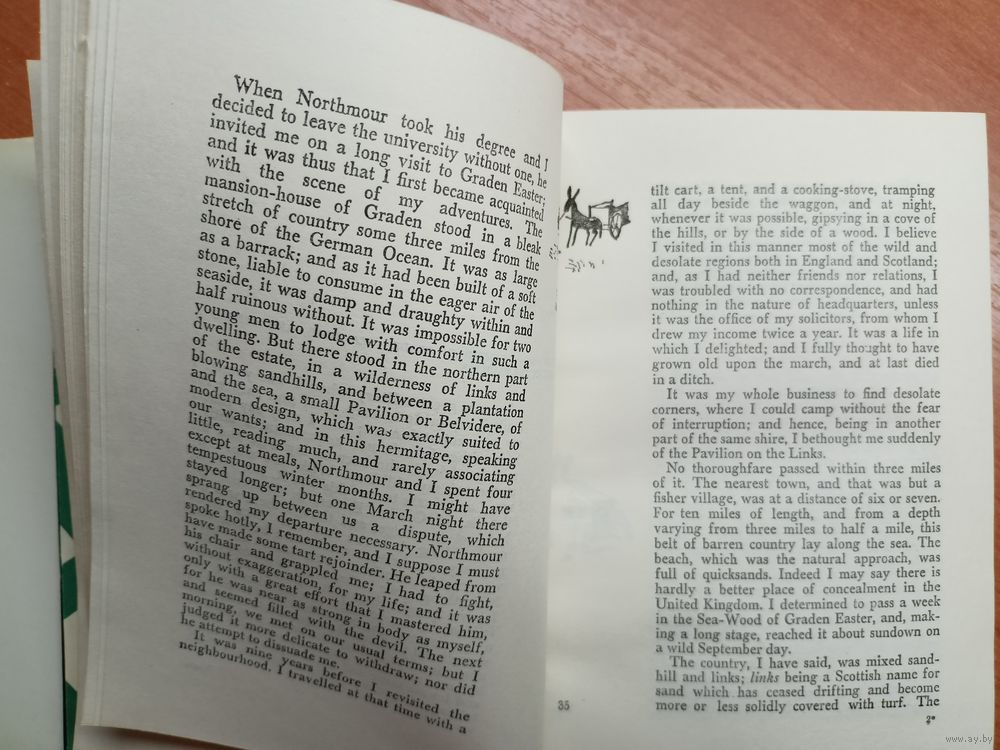 When Northmour took his degree and I
decided to leave the university without one, he
invited me on a long visit to Graden Easter;
and it was thus that I first became acquainted
with the scene of my adventures. The
mansion-house of Graden stood in a bleak
stretch of country some three miles from the
shore of the German Ocean. It was as large
as a barrack; and as it had been built of a soft
stone, liable to consume in the eager air of the
seaside, it was damp and draughty within and
half ruinous without. It was impossible for two
young men to lodge with comfort in such a
dwelling. But there stood in the northern part
of the estate, in a wilderness of links and
blowing sandhills, and between a plantation
and the sea, a small Pavilion or Belvidere, of
modern design, which was exactly suited to
our wants; and in this hermitage, speaking
little, reading much, and rarely associating
except at meals, Northmour and I spent four
tempestuous winter months. I might have
stayed longer; but one March night there
sprang up between us a dispute, which
rendered my departure necessary. Northmour
spoke hotly, I remember, and I suppose I must
have made some tart rejoinder. He leaped from
his chair and grappled me; I had to fight,
without exaggeration, for my life; and it was
only with a great effort that I mastered him,
for he was near as strong in body as myself,
and seemed filled with the devil. The next
morning, we met on our usual terms; but I
judged it more delicate to withdraw; nor did
he attempt to dissuade me.
It was nine years before I revisited the
neighbourhood. I travelled at that time with a
tilt cart, a tent, and a cooking-stove, tramping
all day beside the waggon, and at night,
whenever it was possible, gipsying in a cove of
the hills, or by the side of a wood. I believe
I visited in this manner most of the wild and
desolate regions both in England and Scotland;
and, as I had neither friends nor relations, I
was troubled with no correspondence, and had
nothing in the nature of headquarters, unless
it was the office of my solicitors, from whom I
drew my income twice a year. It was a life in
which I delighted; and I fully thought to have
grown old upon the march, and at last died
in a ditch.
It was my whole business to find desolate
corners, where I could camp without the fear
of interruption; and hence, being in another
part of the same shire, I bethought me suddenly
of the Pavilion on the Links.
No thoroughfare passed within three miles
of it. The nearest town, and that was but a
fisher village, was at a distance of six or seven.
For ten miles of length, and from a depth
varying from three miles to half a mile, this
belt of barren country lay along the sea. The
beach, which was the natural approach, was
full of quicksands. Indeed I may say there is
hardly a better place of concealment in the
United Kingdom. I determined to pass a week
in the Sea-Wood of Graden Easter, and, mak-
ing a long stage, reached it about sundown on
a wild September day.
The country, I have said, was mixed sand-
hill and links; links being a Scottish name for
sand which has ceased drifting and become
more or less solidly covered with turf. The
35
2*
www.ay.by